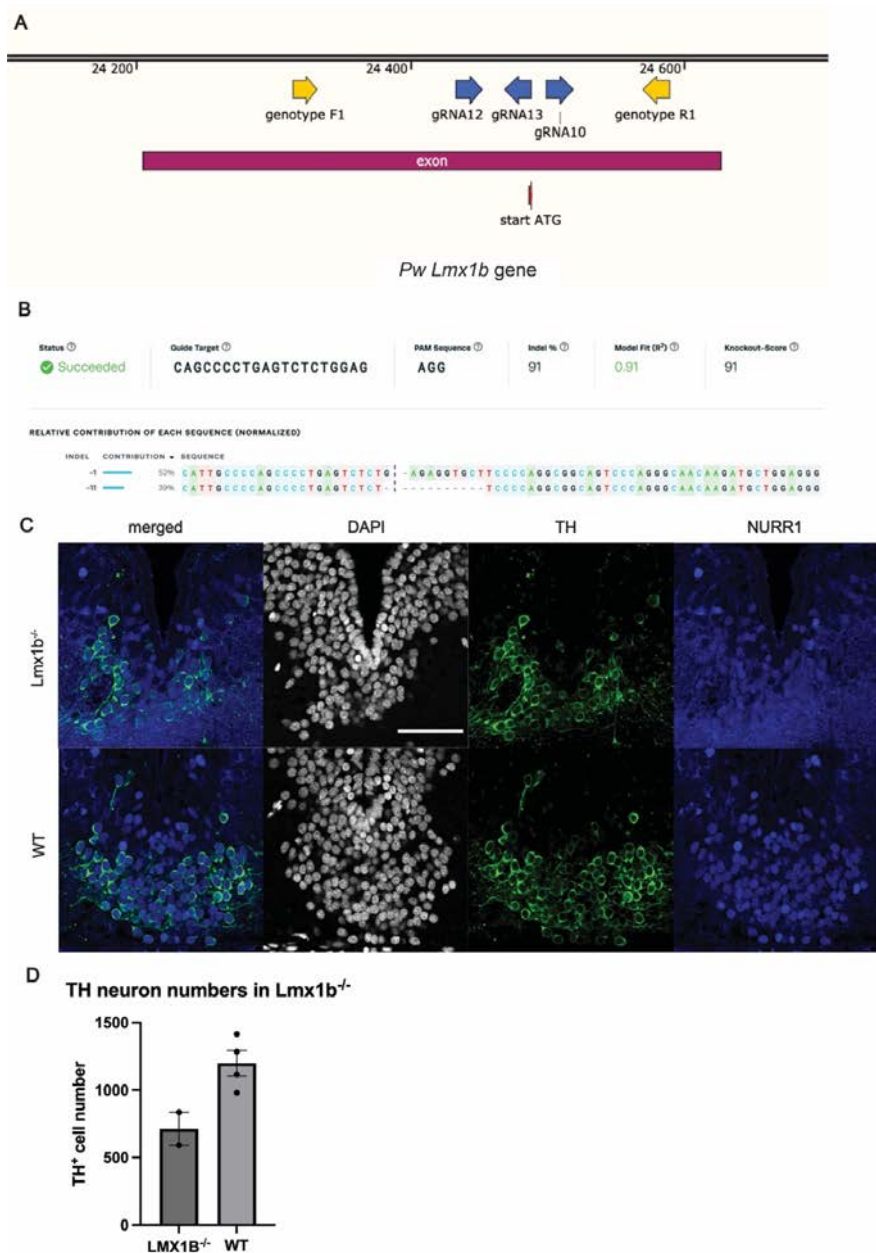 A
24 200
24 400
24 600
genotype F1
gRNA12
gRNA13
gRNA10
genotype R1
exon
start ATG
Pw Lmx1b gene
B
Status ?
Guide Target ?
PAM Sequence ?
Indel % ?
Model Fit (R²) ?
Knockout-Score ?
Succeeded
CAGCCCCTGAGTCTCTGGAG
AGG
91
0.91
91
RELATIVE CONTRIBUTION OF EACH SEQUENCE (NORMALIZED)
INDEL CONTRIBUTION SEQUENCE
-1 52% CATTGCCCCAGCCCCTGAGTCTCTG-AGAGGTGCTTCCCCAGGCGGCAGTCCCAGGGCAACAAGATGCTGGAGGG
-11 39% CATTGCCCCAGCCCCTGAGTCTCT-----------TCCCCAGGCGGCAGTCCCAGGGCAACAAGATGCTGGAGGG
C
merged
DAPI
TH
NURR1
Lmx1b-/-
WT
D
TH neuron numbers in Lmx1b-/-
TH+ cell number
1500
1000
500
0
LMX1B-/-
WT